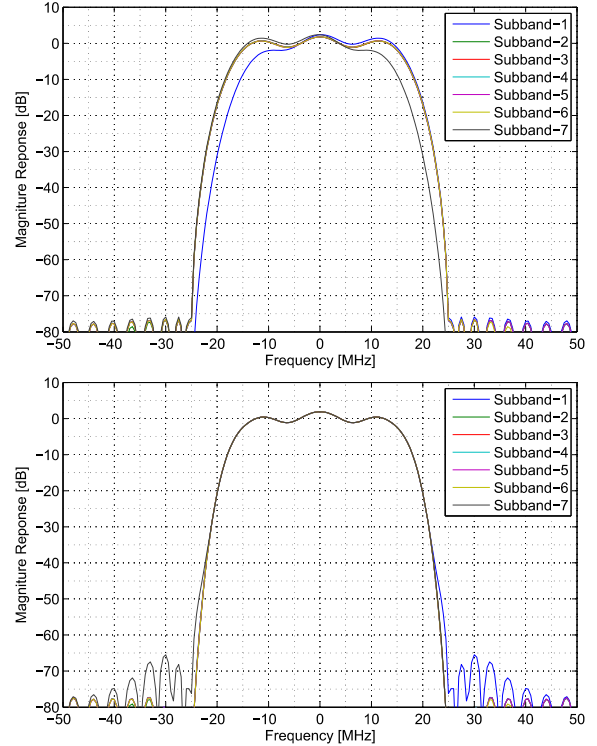 10
0
−10
−20
−30
−40
−50
−60
−70
−80
Magniture Reponse [dB]
−50 −40 −30 −20 −10 0 10 20 30 40 50
Frequency [MHz]
Subband−1
Subband−2
Subband−3
Subband−4
Subband−5
Subband−6
Subband−7
10
0
−10
−20
−30
−40
−50
−60
−70
−80
Magniture Reponse [dB]
−50 −40 −30 −20 −10 0 10 20 30 40 50
Frequency [MHz]
Subband−1
Subband−2
Subband−3
Subband−4
Subband−5
Subband−6
Subband−7